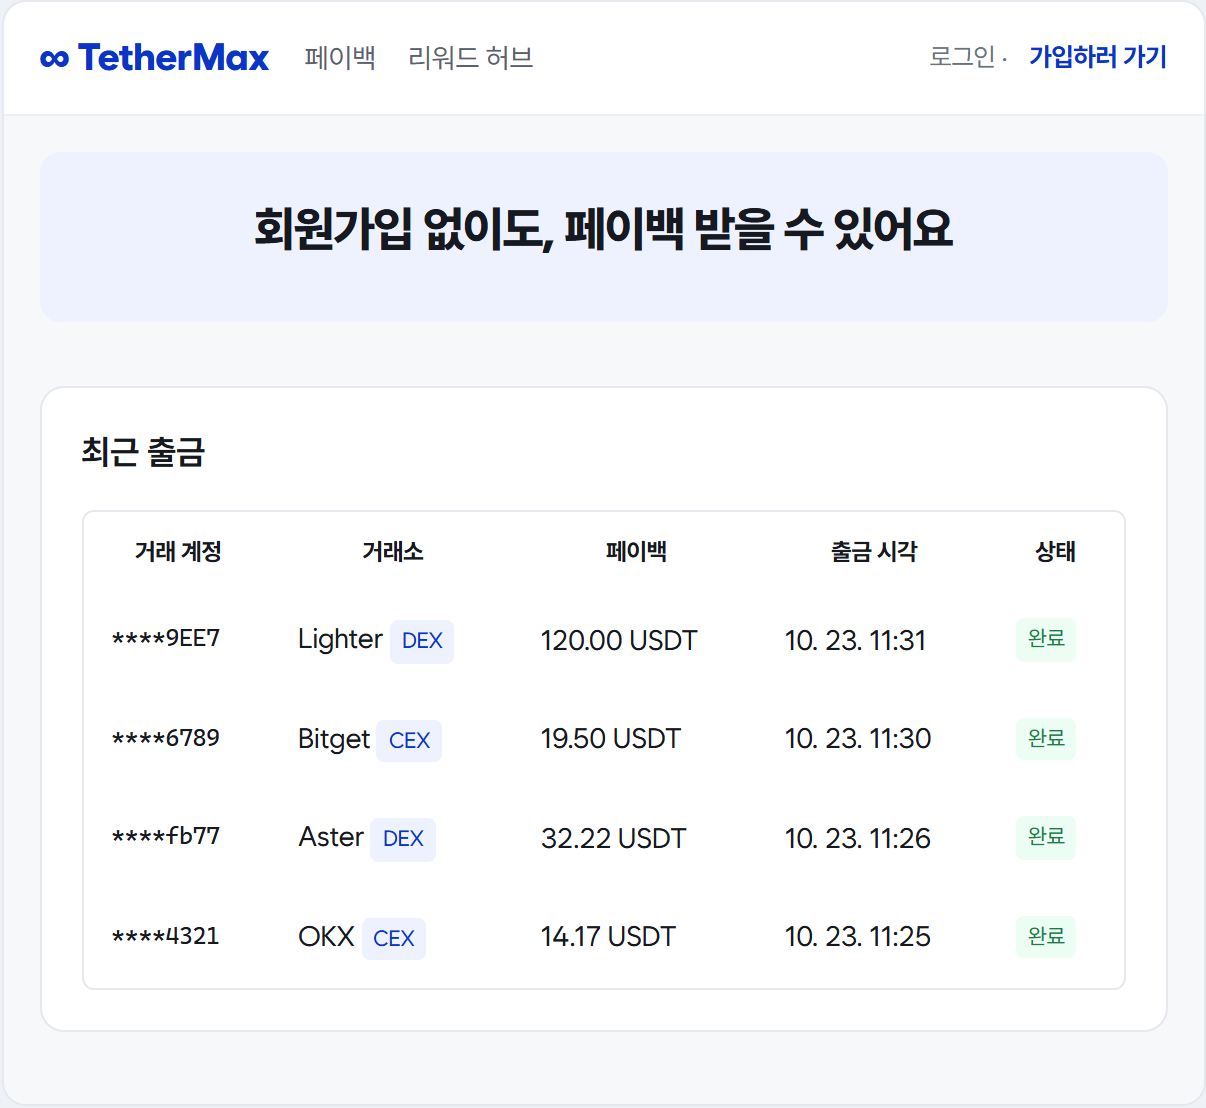 ∞ TetherMax 페이백 리워드 허브 로그인 · 가입하러 가기
회원가입 없이도, 페이백 받을 수 있어요
최근 출금
거래 계정 거래소 페이백 출금 시각 상태
****9EE7 Lighter DEX 120.00 USDT 10. 23. 11:31 완료
****6789 Bitget CEX 19.50 USDT 10. 23. 11:30 완료
****fb77 Aster DEX 32.22 USDT 10. 23. 11:26 완료
****4321 OKX CEX 14.17 USDT 10. 23. 11:25 완료